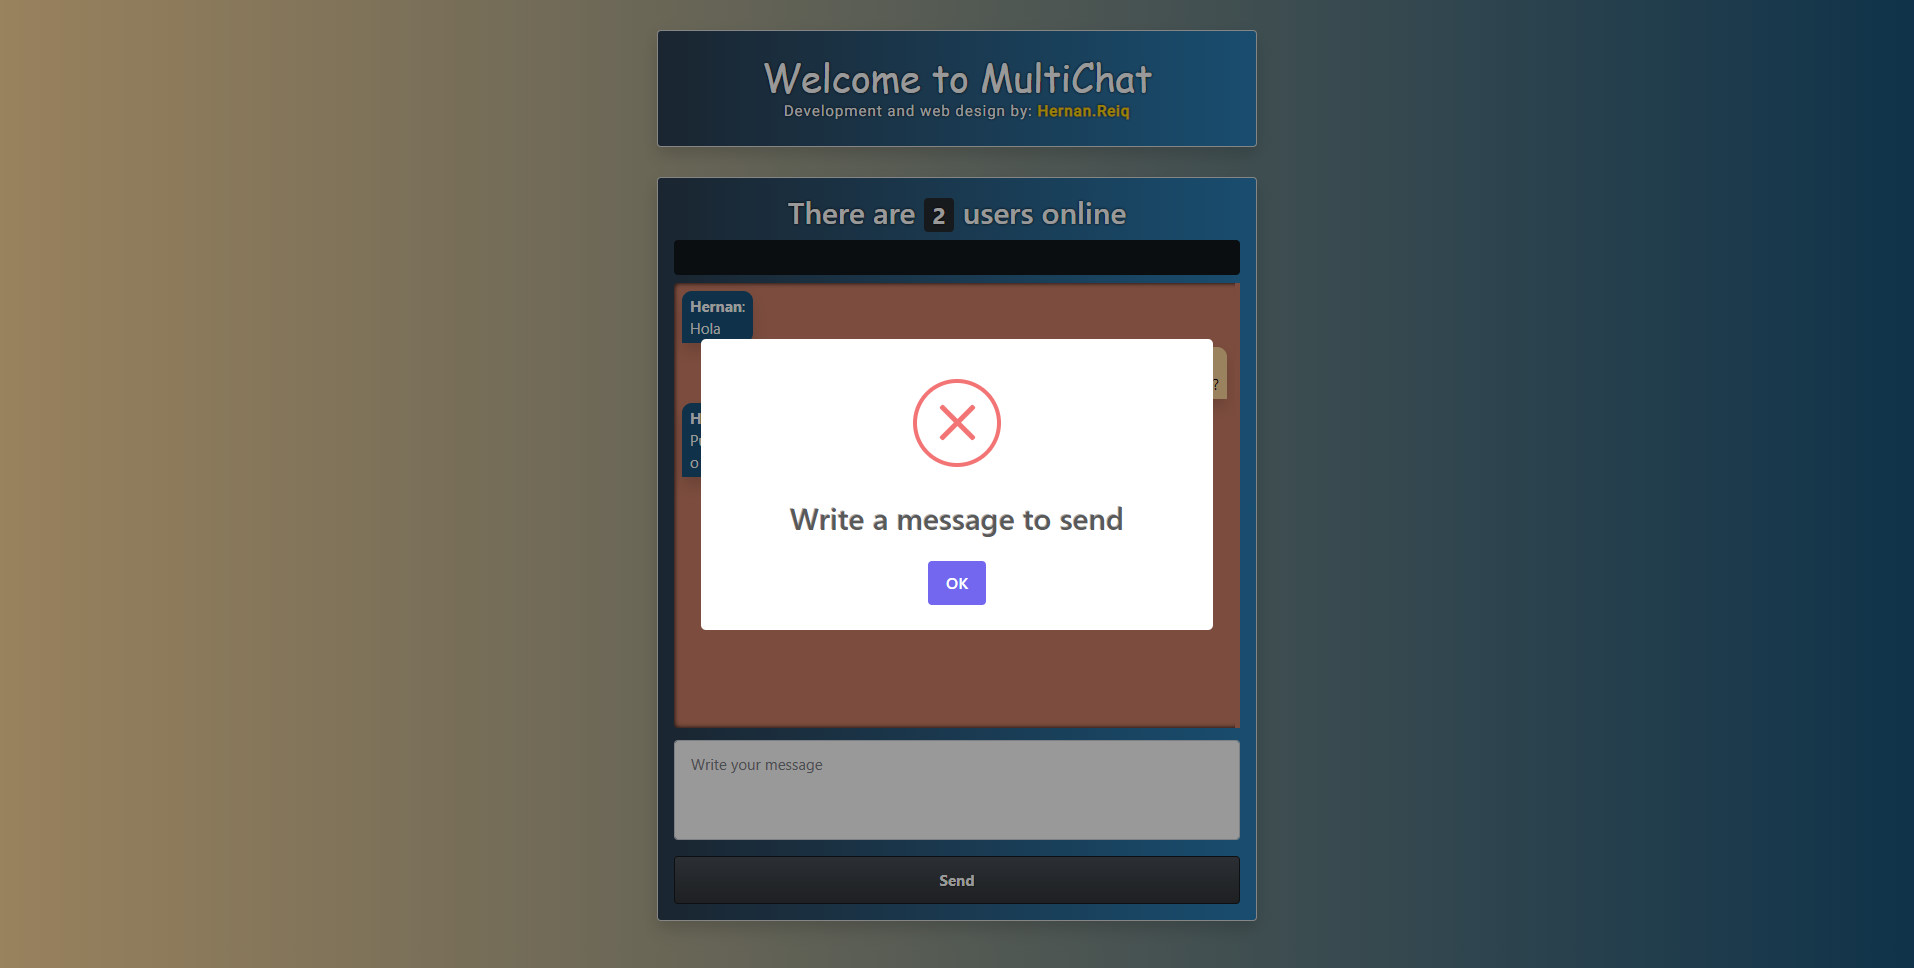 Welcome to MultiChat
Development and web design by: Hernan.Reiq
There are 2 users online
Hernan:
Hola
?
Write a message to send
OK
Write your message
Send